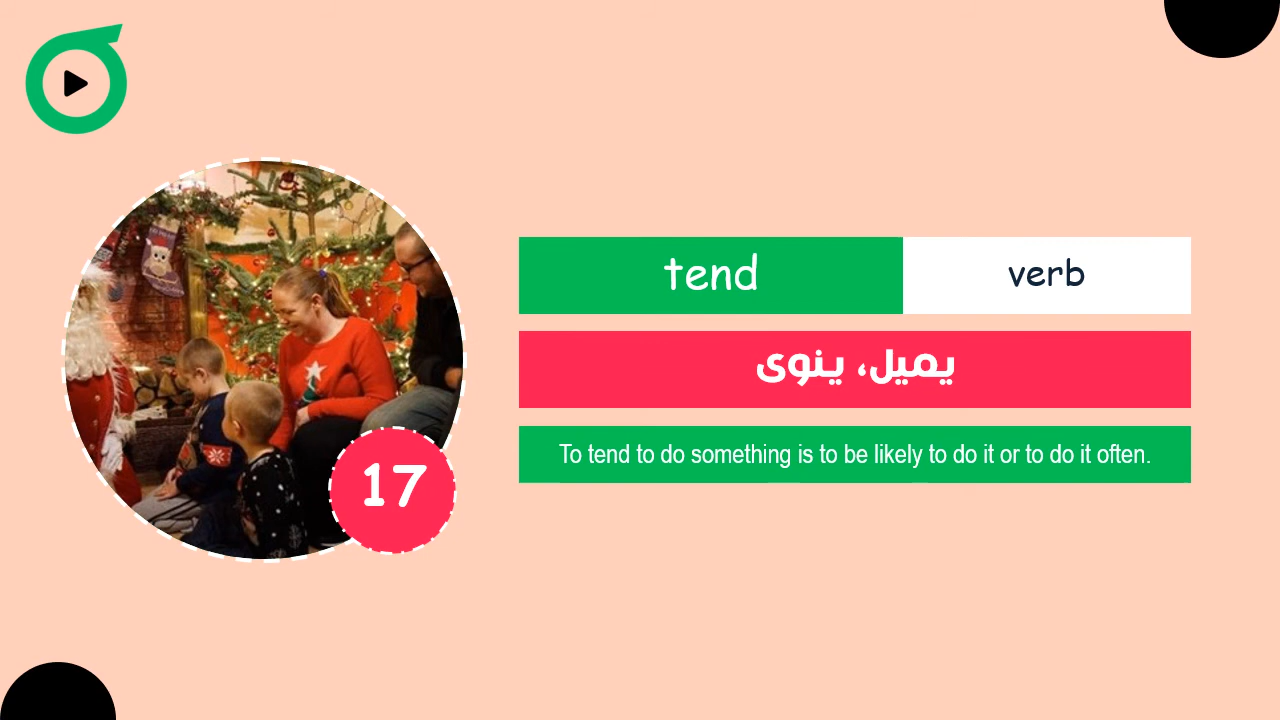 tend
verb
يميل، ينوى
To tend to do something is to be likely to do it or to do it often.
17